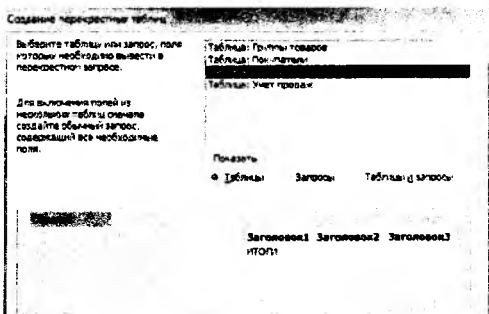 Создание перекрестных таблиц
Выберите таблицу или запрос, поля
которых необходимо вывести в
перекрестном запросе.
Для включения полей из
нескольких таблиц сначала
создайте обычный запрос,
содержащий все необходимые
поля.
Таблица: Группы товаров
Таблица: Покупатели
Таблица: Учет продаж
Показать
Таблицы Запросы Таблицы и запросы
Заголовок1 Заголовок2 Заголовок3
ИТОГИ